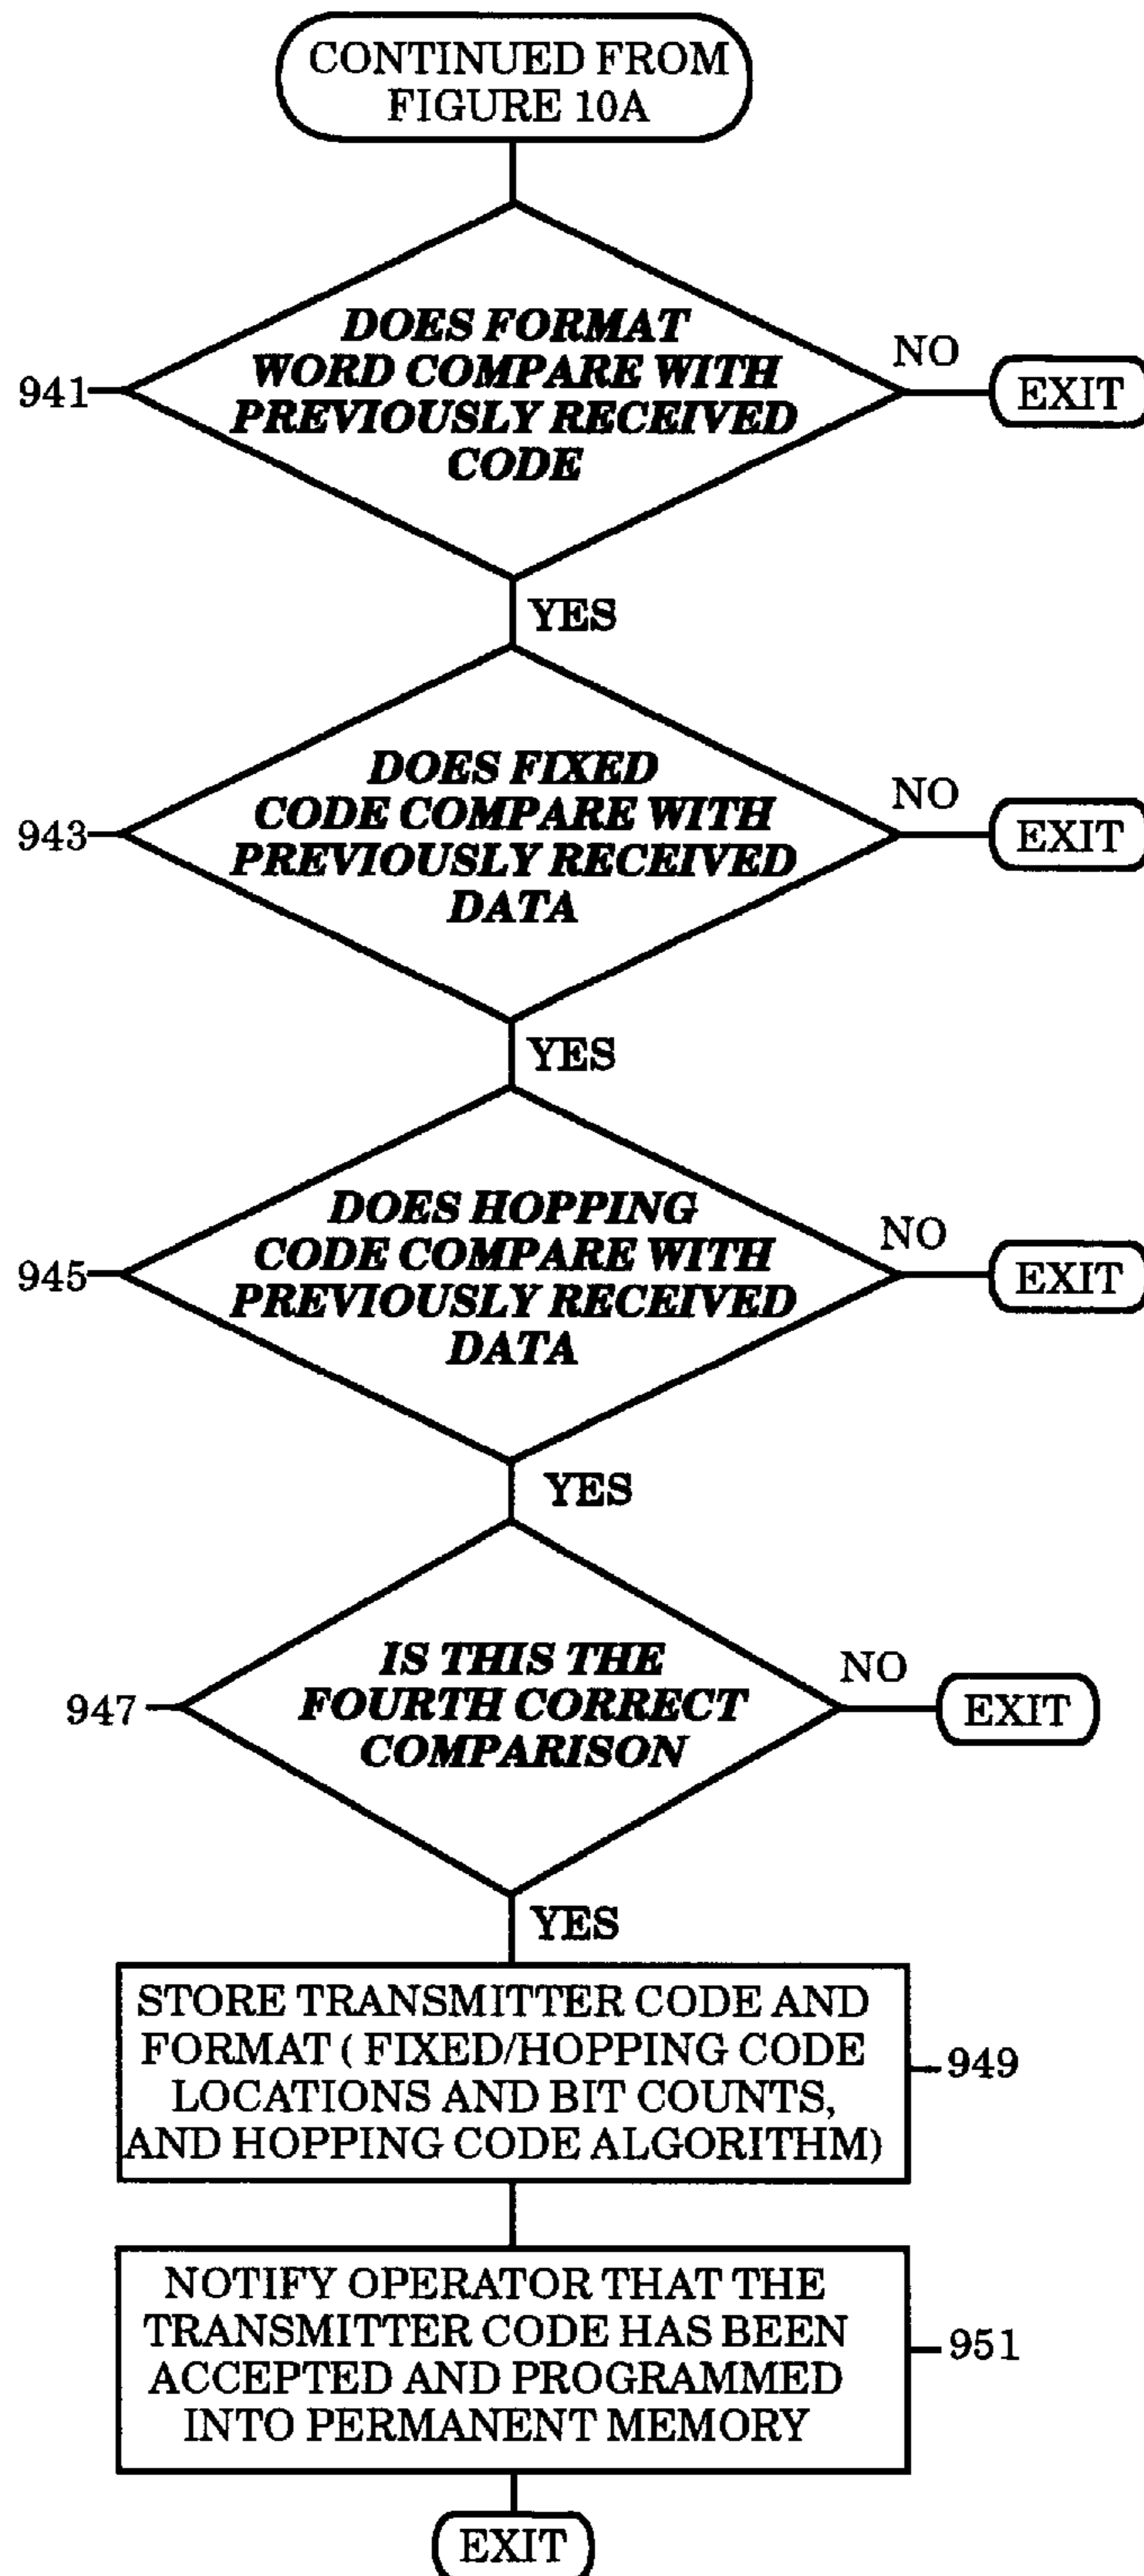 CONTINUED FROM
FIGURE 10A
DOES FORMAT
WORD COMPARE WITH
PREVIOUSLY RECEIVED
CODE
941
NO
EXIT
YES
DOES FIXED
CODE COMPARE WITH
PREVIOUSLY RECEIVED
DATA
943
NO
EXIT
YES
DOES HOPPING
CODE COMPARE WITH
PREVIOUSLY RECEIVED
DATA
945
NO
EXIT
YES
IS THIS THE
FOURTH CORRECT
COMPARISON
947
NO
EXIT
YES
STORE TRANSMITTER CODE AND
FORMAT ( FIXED/HOPPING CODE
LOCATIONS AND BIT COUNTS,
AND HOPPING CODE ALGORITHM)
949
NOTIFY OPERATOR THAT THE
TRANSMITTER CODE HAS BEEN
ACCEPTED AND PROGRAMMED
INTO PERMANENT MEMORY
951
EXIT